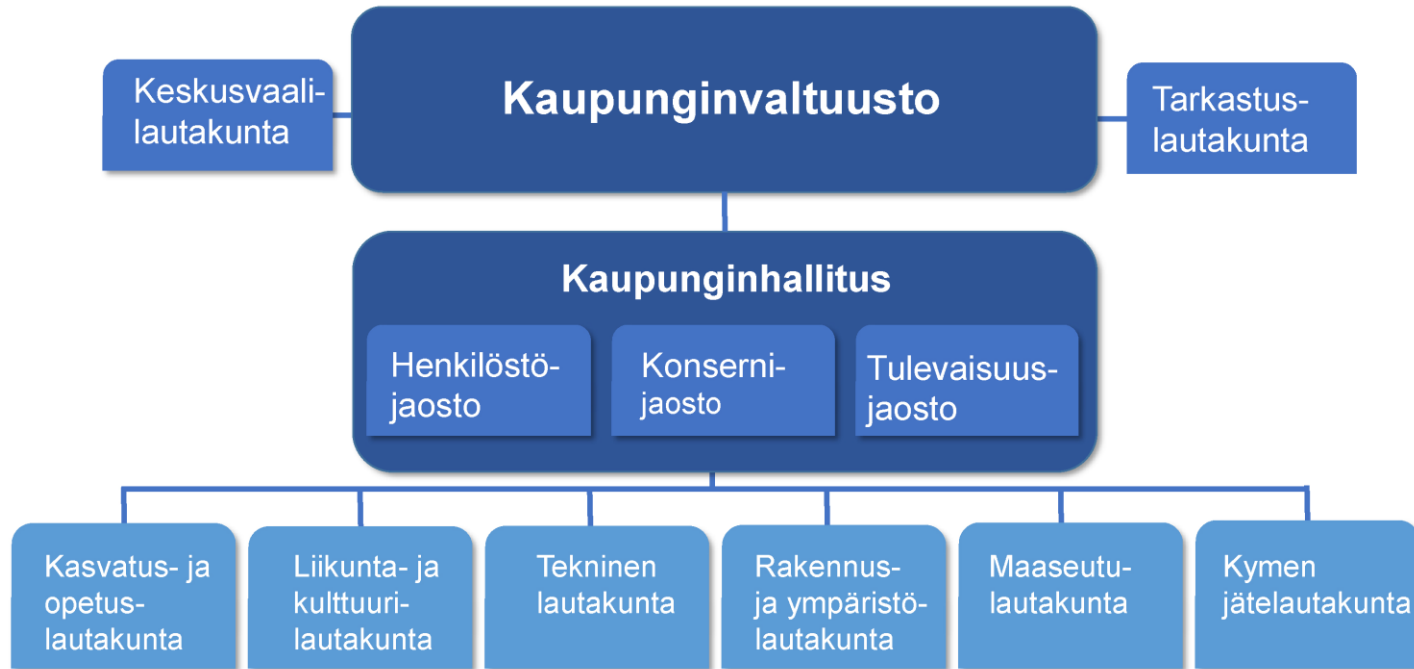 Keskusvaali-
lautakunta
Kaupunginvaltuusto
Tarkastus-
lautakunta
Kaupunginhallitus
Henkilöstö-
jaosto
Konserni-
jaosto
Tulevaisuus-
jaosto
Kasvatus- ja
opetus-
lautakunta
Liikunta- ja
kulttuuri-
lautakunta
Tekninen
lautakunta
Rakennus-
ja ympäristö-
lautakunta
Maaseutu-
lautakunta
Kymen
jätelautakunta